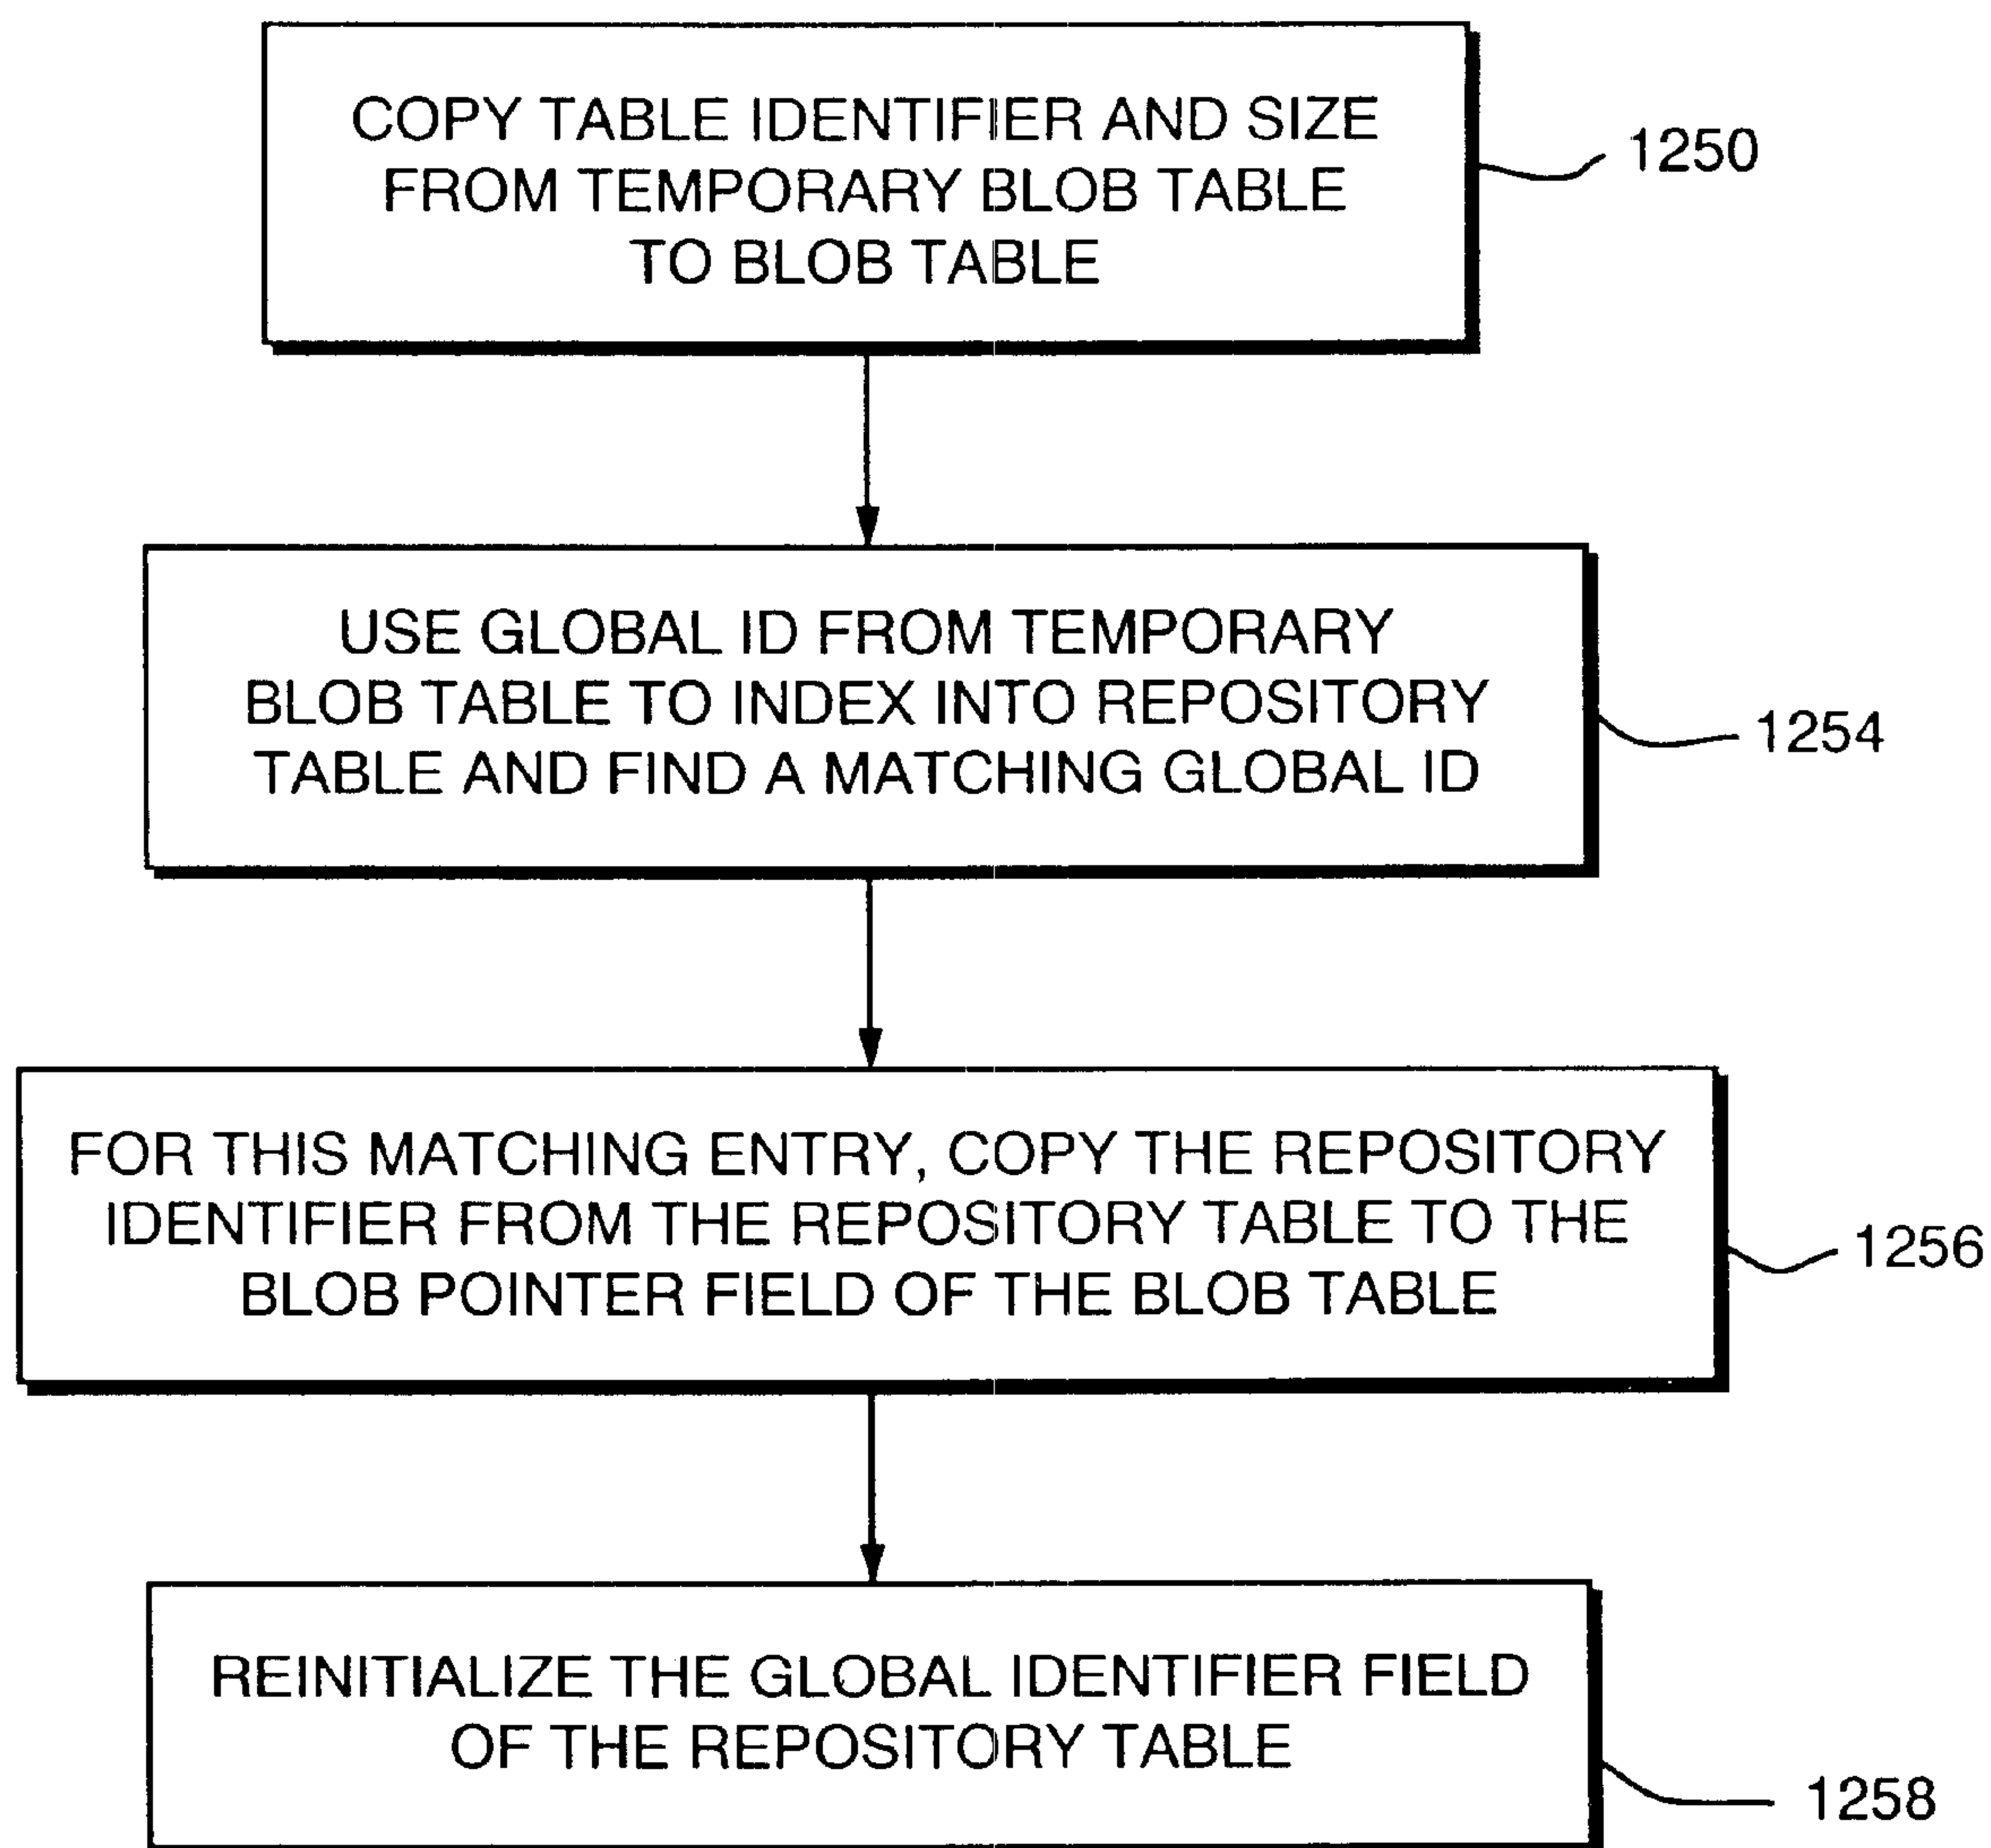 COPY TABLE IDENTIFIER AND SIZE
FROM TEMPORARY BLOB TABLE
TO BLOB TABLE
1250
USE GLOBAL ID FROM TEMPORARY
BLOB TABLE TO INDEX INTO REPOSITORY
TABLE AND FIND A MATCHING GLOBAL ID
1254
FOR THIS MATCHING ENTRY, COPY THE REPOSITORY
IDENTIFIER FROM THE REPOSITORY TABLE TO THE
BLOB POINTER FIELD OF THE BLOB TABLE
1256
REINITIALIZE THE GLOBAL IDENTIFIER FIELD
OF THE REPOSITORY TABLE
1258